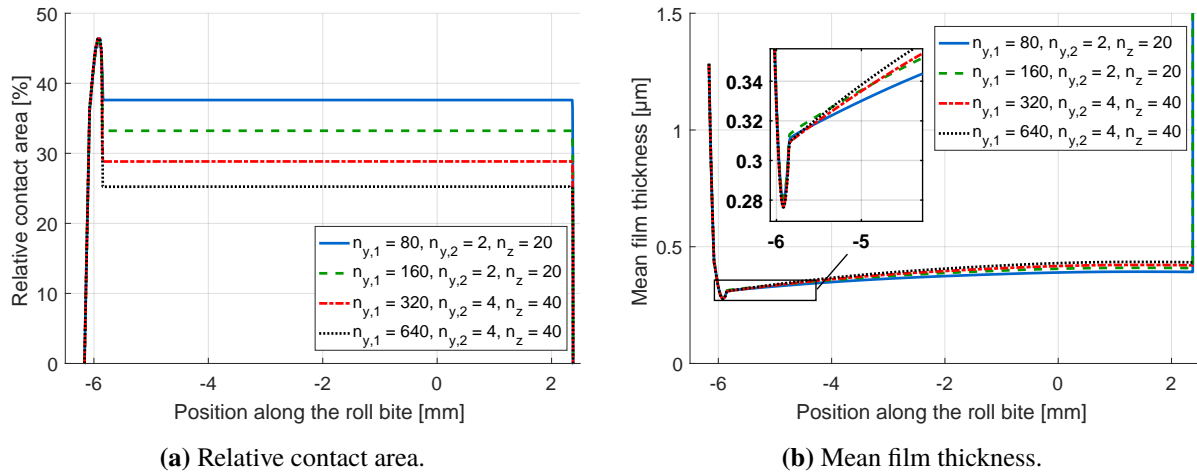 50
40
30
20
10
0
Relative contact area [%]
n_y,1 = 80, n_y,2 = 2, n_z = 20
n_y,1 = 160, n_y,2 = 2, n_z = 20
n_y,1 = 320, n_y,2 = 4, n_z = 40
n_y,1 = 640, n_y,2 = 4, n_z = 40
-6 -4 -2 0 2
Position along the roll bite [mm]
(a) Relative contact area.
1.5
1
0.5
0
Mean film thickness [µm]
n_y,1 = 80, n_y,2 = 2, n_z = 20
n_y,1 = 160, n_y,2 = 2, n_z = 20
n_y,1 = 320, n_y,2 = 4, n_z = 40
n_y,1 = 640, n_y,2 = 4, n_z = 40
0.34
0.32
0.3
0.28
-6 -5
-6 -4 -2 0 2
Position along the roll bite [mm]
(b) Mean film thickness.